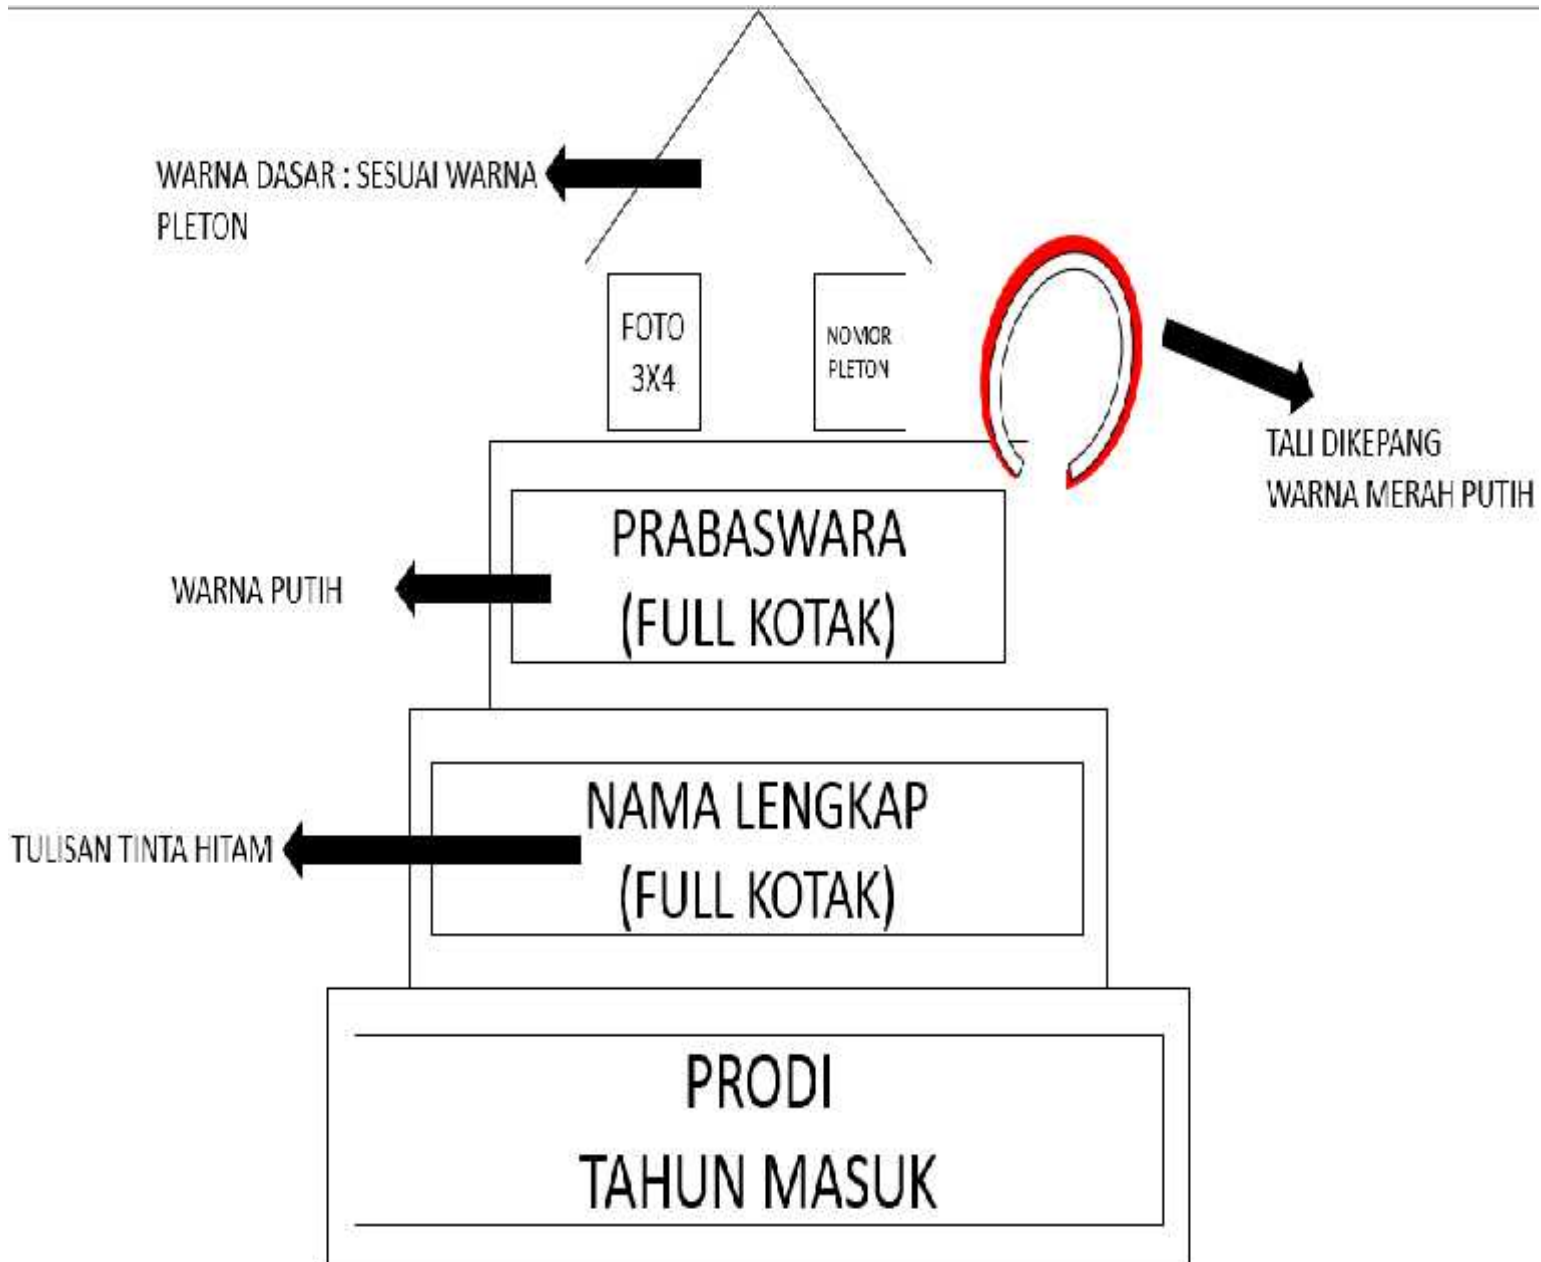 WARNA DASAR : SESUAI WARNA
PLETON
FOTO
3X4
NOMOR
PLETON
TALI DIKEPANG
WARNA MERAH PUTIH
PRABASWARA
(FULL KOTAK)
WARNA PUTIH
NAMA LENGKAP
(FULL KOTAK)
TULISAN TINTA HITAM
PRODI
TAHUN MASUK